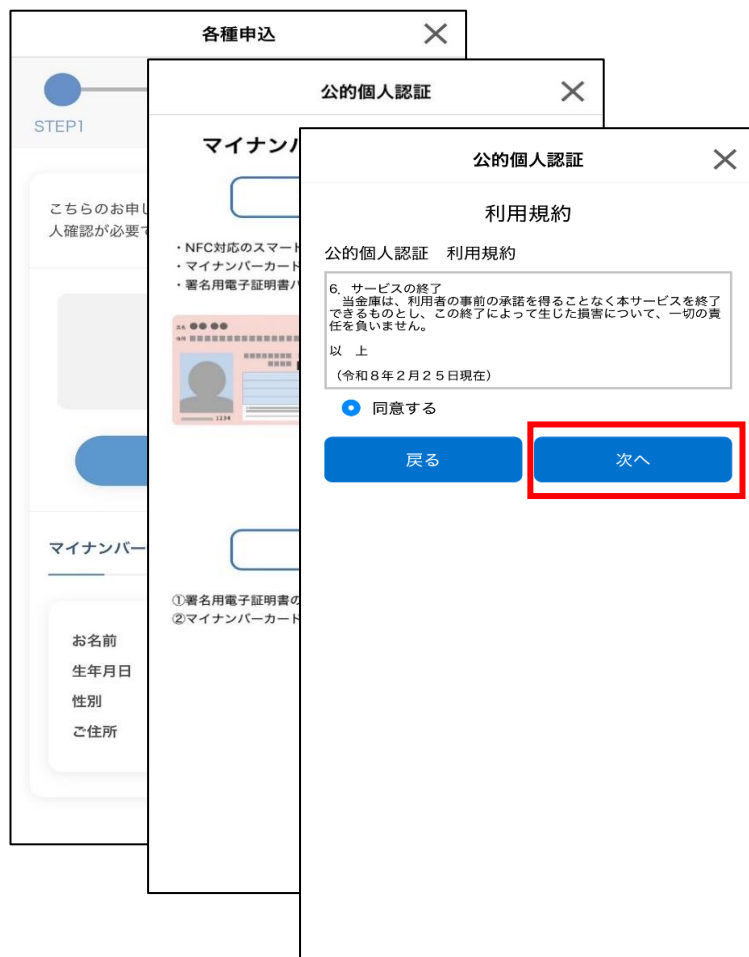 各種申込
STEP1
こちらのお申し
人確認が必要で
マイナンバー
お名前
生年月日
性別
ご住所
公的個人認証
マイナンバ
・NFC対応のスマート
・マイナンバーカード
・署名用電子証明書パ
氏名
住所
1234
①署名用電子証明書の
②マイナンバーカード
公的個人認証
利用規約
公的個人認証 利用規約
6．サービスの終了
当金庫は、利用者の事前の承諾を得ることなく本サービスを終了
できるものとし、この終了によって生じた損害について、一切の責
任を負いません。
以 上
（令和８年２月２５日現在）
同意する
戻る
次へ